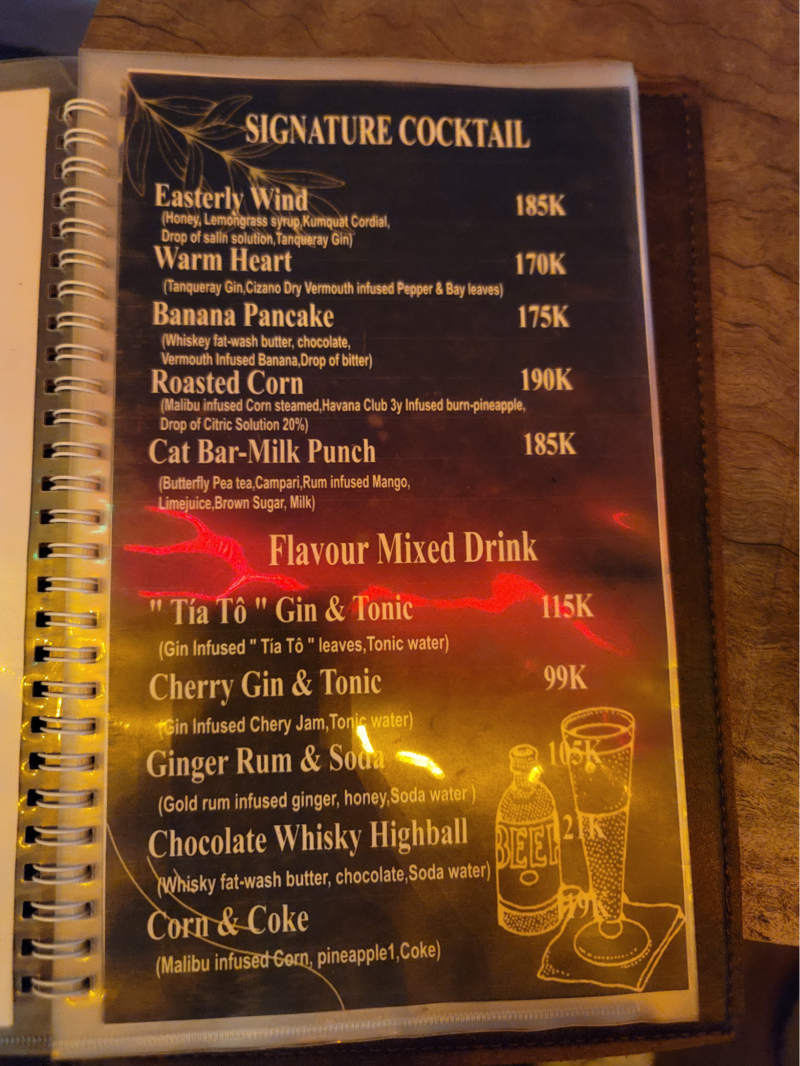 SIGNATURE COCKTAIL
Easterly Wind 185K
(Honey, Lemongrass syrup,Kumquat Cordial,
Drop of salin solution,Tanqueray Gin)
Warm Heart 170K
(Tanqueray Gin,Cizano Dry Vermouth infused Pepper & Bay leaves)
Banana Pancake 175K
(Whiskey fat-wash butter, chocolate,
Vermouth Infused Banana,Drop of bitter)
Roasted Corn 190K
(Malibu infused Corn steamed,Havana Club 3y Infused burn-pineapple,
Drop of Citric Solution 20%)
Cat Bar-Milk Punch 185K
(Butterfly Pea tea,Campari,Rum infused Mango,
Limejuice,Brown Sugar, Milk)
Flavour Mixed Drink
" Tía Tô " Gin & Tonic 115K
(Gin Infused " Tía Tô " leaves,Tonic water)
Cherry Gin & Tonic 99K
(Gin Infused Chery Jam,Tonic water)
Ginger Rum & Soda 105K
(Gold rum infused ginger, honey,Soda water )
Chocolate Whisky Highball
(Whisky fat-wash butter, chocolate,Soda water)
Corn & Coke
(Malibu infused Corn, pineapple1,Coke)